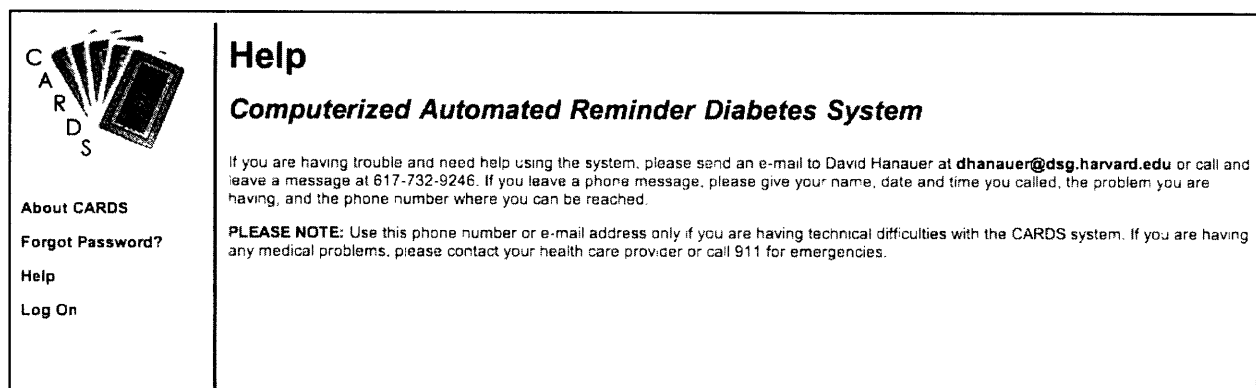 C
A
R
D
S
About CARDS
Forgot Password?
Help
Log On
Help
Computerized Automated Reminder Diabetes System
If you are having trouble and need help using the system, please send an e-mail to David Hanauer at dhanauer@dsg.harvard.edu or call and
leave a message at 617-732-9246. If you leave a phone message, please give your name, date and time you called, the problem you are
having, and the phone number where you can be reached.
PLEASE NOTE: Use this phone number or e-mail address only if you are having technical difficulties with the CARDS system. If you are having
any medical problems, please contact your health care provider or call 911 for emergencies.